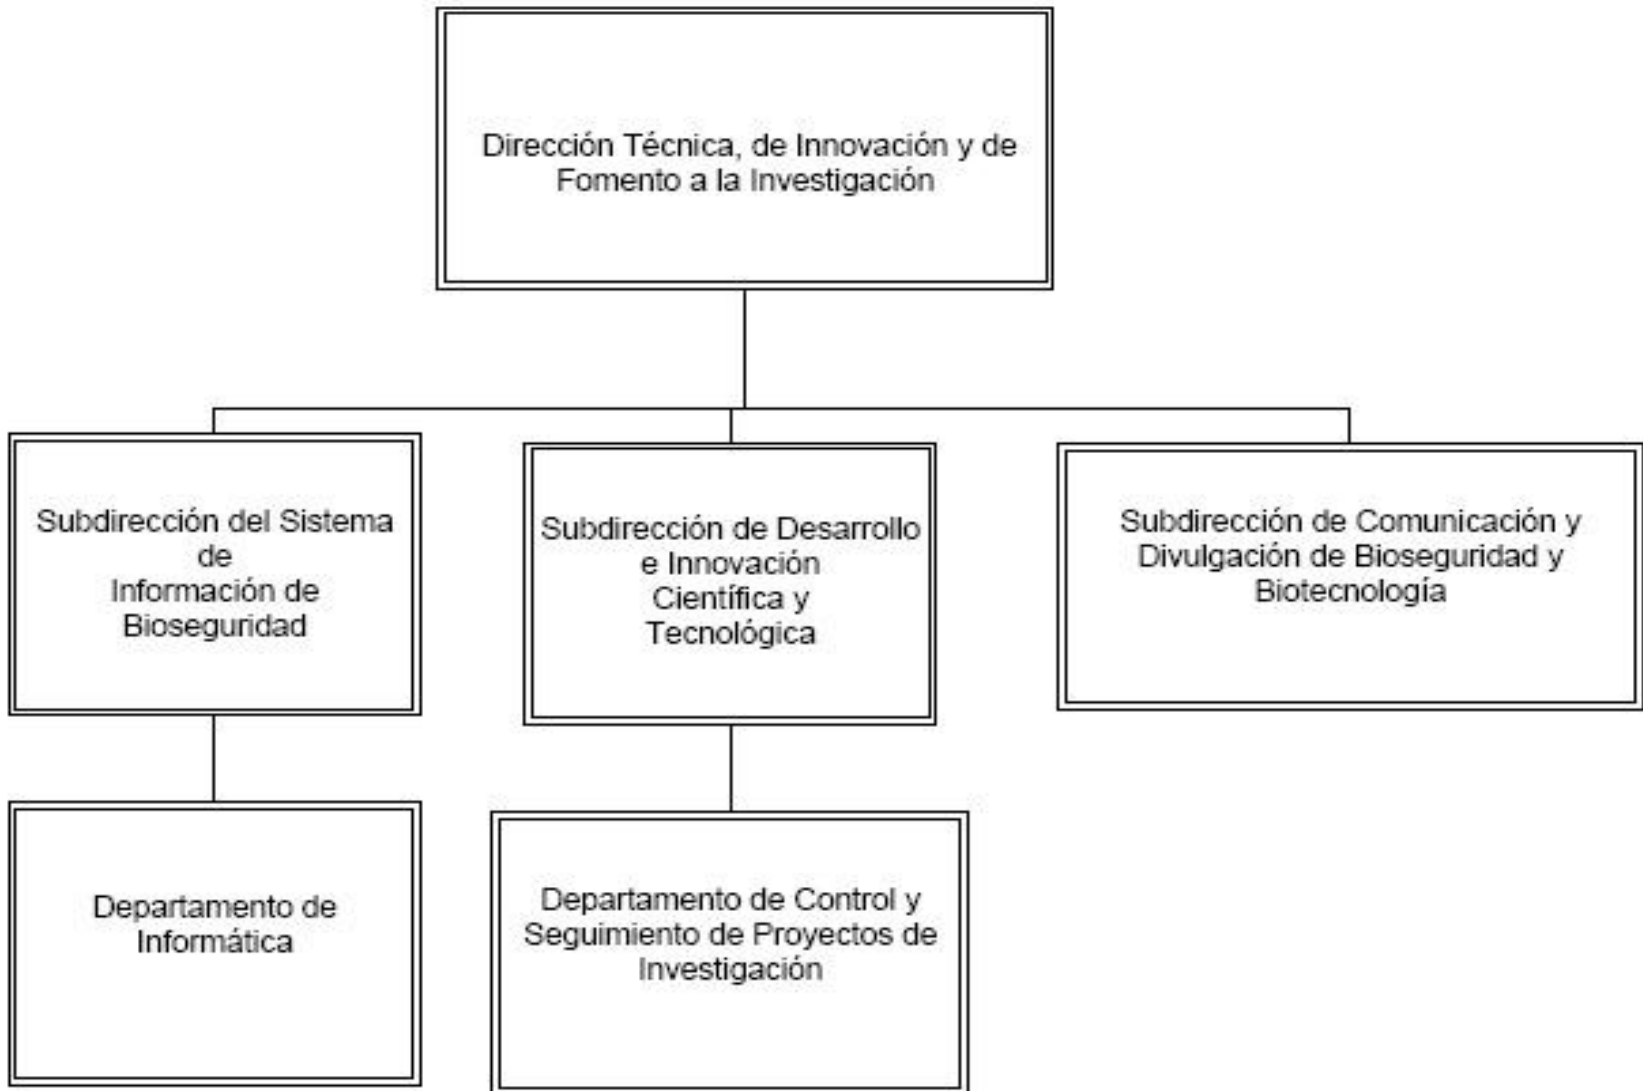 Dirección Técnica, de Innovación y de
Fomento a la Investigación
Subdirección del Sistema
de
Información de
Bioseguridad
Subdirección de Desarrollo
e Innovación
Científica y
Tecnológica
Subdirección de Comunicación y
Divulgación de Bioseguridad y
Biotecnología
Departamento de
Informática
Departamento de Control y
Seguimiento de Proyectos de
Investigación